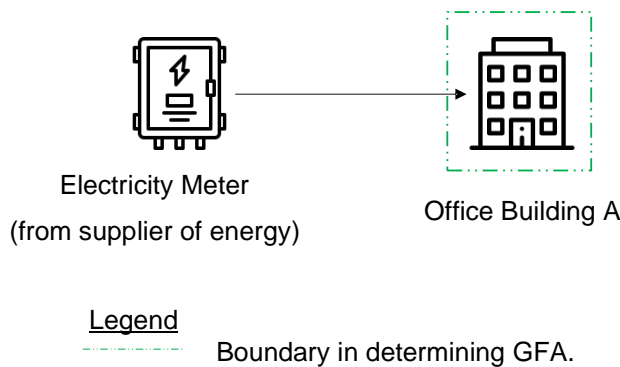 Electricity Meter
(from supplier of energy)
Office Building A
Legend
Boundary in determining GFA.